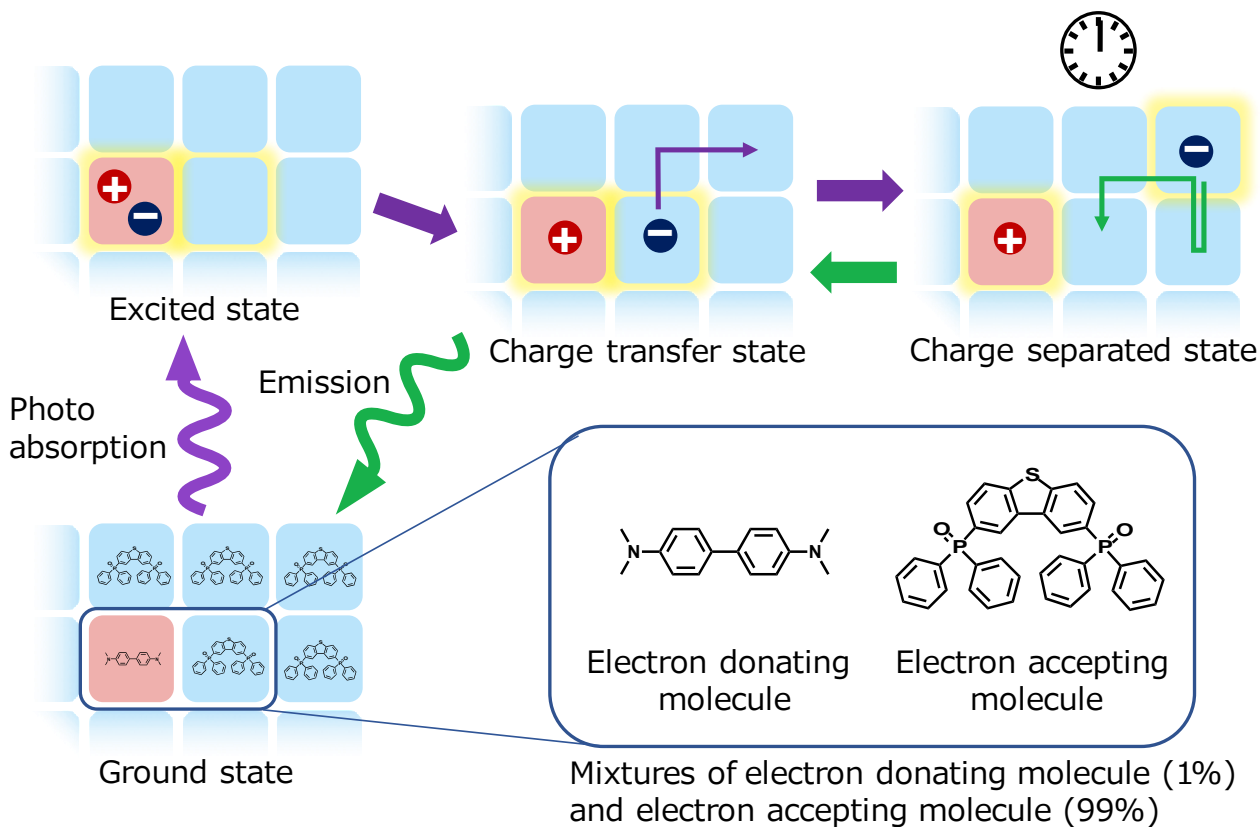 Excited state
Charge transfer state
Charge separated state
Photo
absorption
Emission
S
O
O
P
P
N
N
Electron donating
molecule
Electron accepting
molecule
Ground state
Mixtures of electron donating molecule (1%)
and electron accepting molecule (99%)